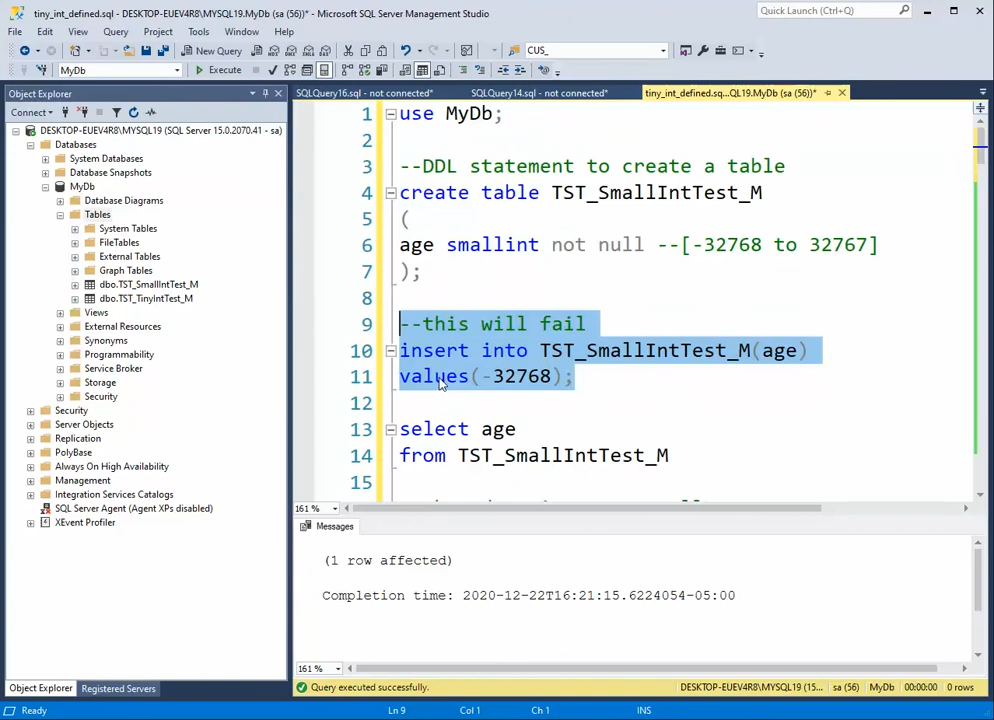 tiny_int_defined.sql - DESKTOP-EUEV4R8\MYSQL19.MyDb (sa (56))* - Microsoft SQL Server Management Studio
Quick Launch (Ctrl+Q)
File Edit View Query Project Tools Window Help
New Query
CUS_
MyDb
Execute
Object Explorer
Connect
DESKTOP-EUEV4R8\MYSQL19 (SQL Server 15.0.2070.41 - sa)
Databases
System Databases
Database Snapshots
MyDb
Database Diagrams
Tables
System Tables
FileTables
External Tables
Graph Tables
dbo.TST_SmallIntTest_M
dbo.TST_TinyIntTest_M
Views
External Resources
Synonyms
Programmability
Service Broker
Storage
Security
Security
Server Objects
Replication
PolyBase
Always On High Availability
Management
Integration Services Catalogs
SQL Server Agent (Agent XPs disabled)
XEvent Profiler
Object Explorer Registered Servers
SQLQuery16.sql - not connected* SQLQuery14.sql - not connected* tiny_int_defined.sq...QL19.MyDb (sa (56))*
1 use MyDb;
2
3 --DDL statement to create a table
4 create table TST_SmallIntTest_M
5 (
6 age smallint not null --[-32768 to 32767]
7 );
8
9 --this will fail
10 insert into TST_SmallIntTest_M(age)
11 values(-32768);
12
13 select age
14 from TST_SmallIntTest_M
15
161 %
Messages
(1 row affected)
Completion time: 2020-12-22T16:21:15.6224054-05:00
161 %
Query executed successfully. DESKTOP-EUEV4R8\MYSQL19 (15... sa (56) MyDb 00:00:00 0 rows
Ready Ln 9 Col 1 Ch 1 INS